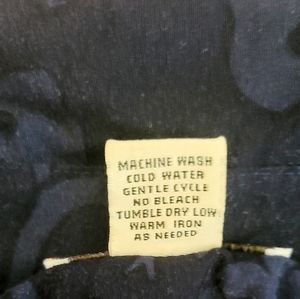 MACHINE WASH
COLD WATER
GENTLE CYCLE
NO BLEACH
TUMBLE DRY LOW
WARM IRON
AS NEEDED